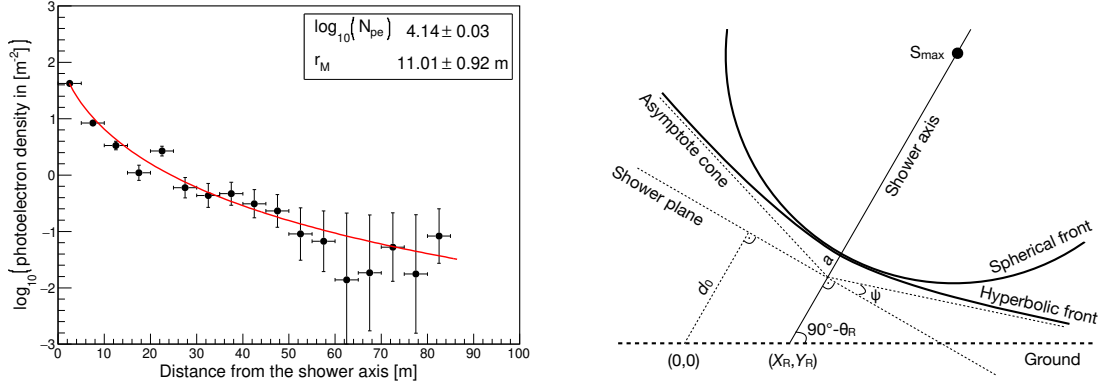 log10(Npe) 4.14 ± 0.03
rM 11.01 ± 0.92 m
log10(photoelectron density in [m-2])
3
2
1
0
−1
−2
−3
0 10 20 30 40 50 60 70 80 90 100
Distance from the shower axis [m]
Smax
Shower axis
Asymptote cone
Shower plane
Spherical front
Hyperbolic front
a
ψ
d0
90°-θR
(0,0)
(XR,YR)
Ground